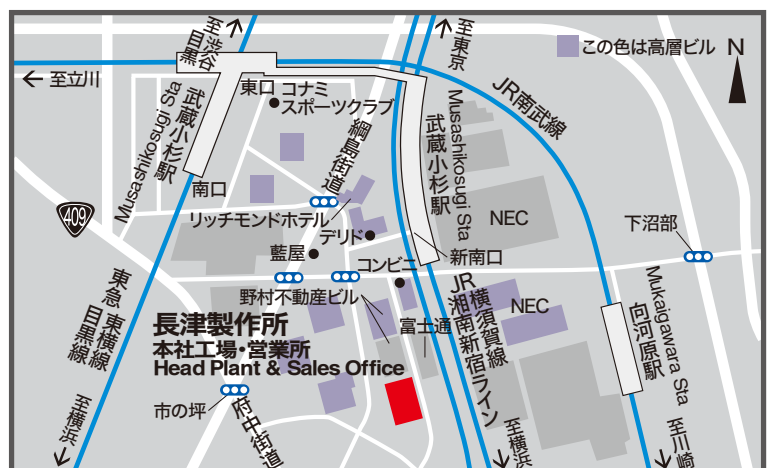 至渋谷
目黒
至東京
この色は高層ビル
N
至立川
東口
コナミ
スポーツクラブ
JR南武線
Musashikosugi Sta
武蔵小杉駅
綱島街道
Musashikosugi Sta
武蔵小杉駅
南口
409
リッチモンドホテル
NEC
デリド
下沼部
藍屋
コンビニ
新南口
野村不動産ビル
富士通
JR
横須賀線
湘南新宿ライン
NEC
Mukaigawara Sta
向河原駅
東急 東横線
目黒線
長津製作所
本社工場・営業所
Head Plant & Sales Office
市の坪
府中街道
至横浜
至横浜
至川崎